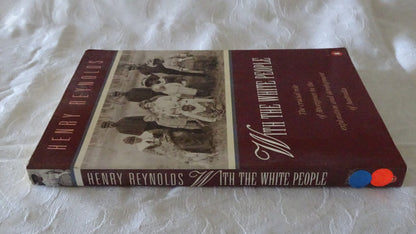 HENRY REYNOLDS
WITH THE WHITE PEOPLE
The crucial role
of Aborigines in the
exploration and development
of Australia
HENRY REYNOLDS WITH THE WHITE PEOPLE